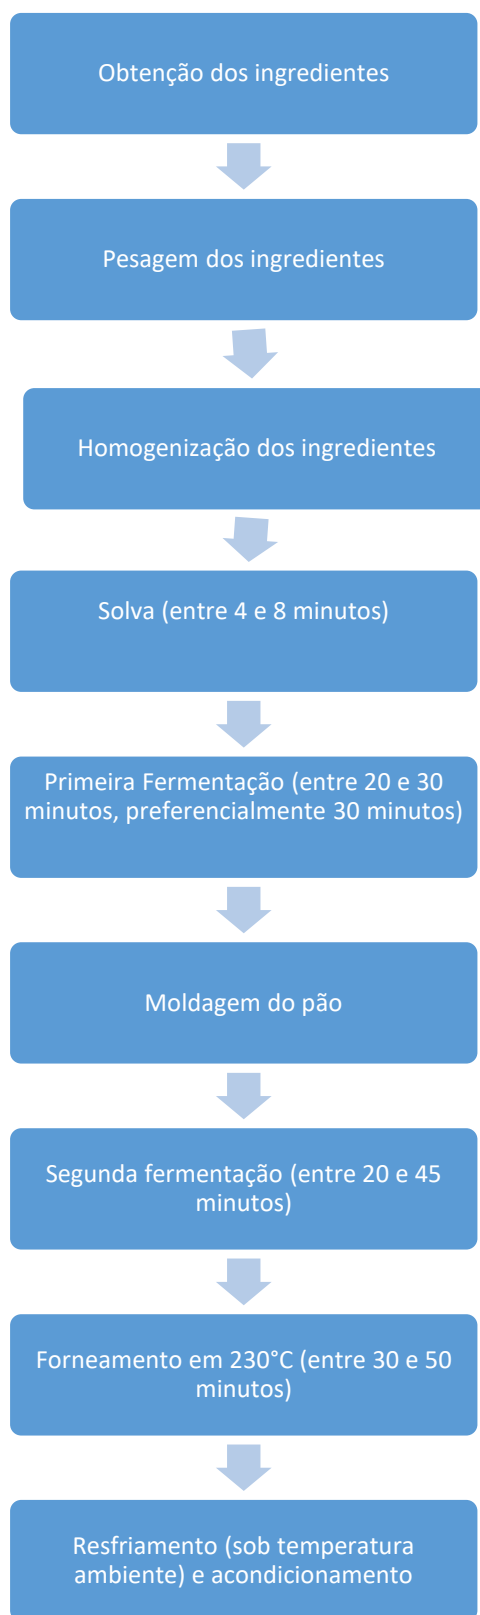 Obtenção dos ingredientes
Pesagem dos ingredientes
Homogenização dos ingredientes
Solva (entre 4 e 8 minutos)
Primeira Fermentação (entre 20 e 30
minutos, preferencialmente 30 minutos)
Moldagem do pão
Segunda fermentação (entre 20 e 45
minutos)
Forneamento em 230°C (entre 30 e 50
minutos)
Resfriamento (sob temperatura
ambiente) e acondicionamento